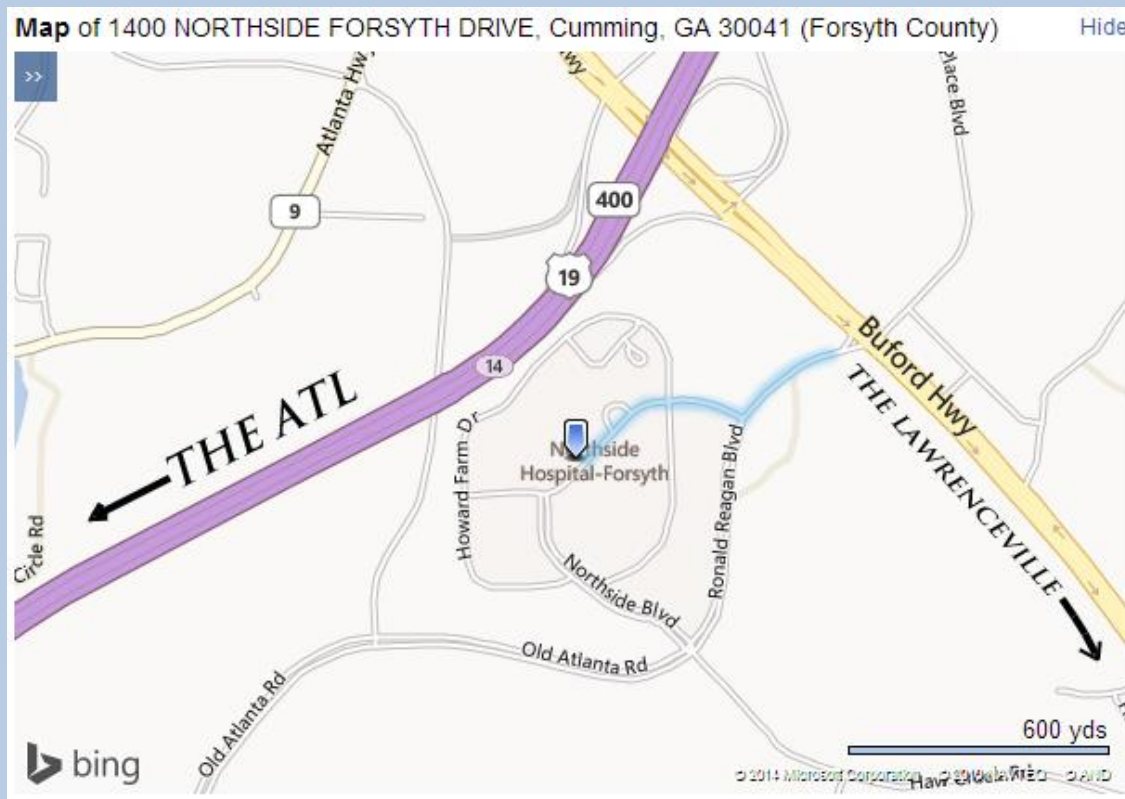 Map of 1400 NORTHSIDE FORSYTH DRIVE, Cumming, GA 30041 (Forsyth County)
Hide
>>
Atlanta Hwy
wy
place Blvd
9
400
19
14
Buford Hwy
THE ATL
THE LAWRENCEVILLE
Northside
Hospital-Forsyth
Howard Farm Dr
Ronald Reagan Blvd
Circle Rd
Northside Blvd
Old Atlanta Rd
Old Atlanta Rd
600 yds
bing
© 2014 Microsoft Corporation
© AND